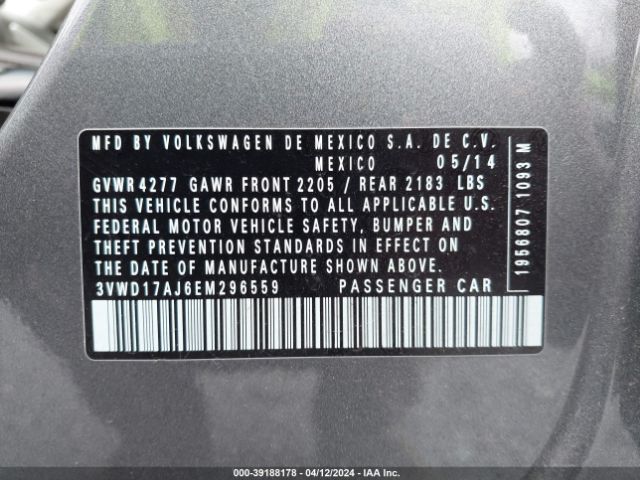 MFD BY VOLKSWAGEN DE MEXICO S.A. DE C.V.
MEXICO 05/14
GVWR 4277 GAWR FRONT 2205 / REAR 2183 LBS
THIS VEHICLE CONFORMS TO ALL APPLICABLE U.S.
FEDERAL MOTOR VEHICLE SAFETY, BUMPER AND
THEFT PREVENTION STANDARDS IN EFFECT ON
THE DATE OF MANUFACTURE SHOWN ABOVE.
3VWD17AJ6EM296559 PASSENGER CAR
1956807 1093 M
000-39188178 - 04/12/2024 - IAA Inc.